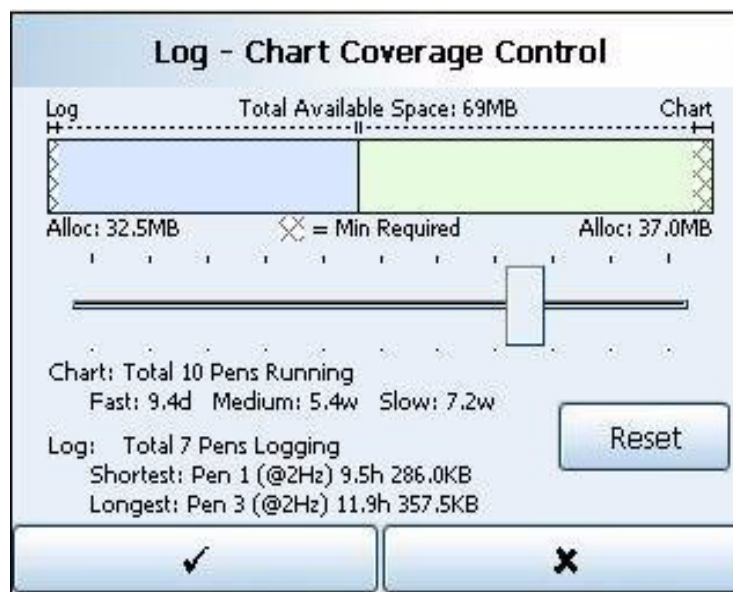 Log - Chart Coverage Control
Log Total Available Space: 69MB Chart
Alloc: 32.5MB = Min Required Alloc: 37.0MB
Chart: Total 10 Pens Running
Fast: 9.4d Medium: 5.4w Slow: 7.2w
Reset
Log: Total 7 Pens Logging
Shortest: Pen 1 (@2Hz) 9.5h 286.0KB
Longest: Pen 3 (@2Hz) 11.9h 357.5KB